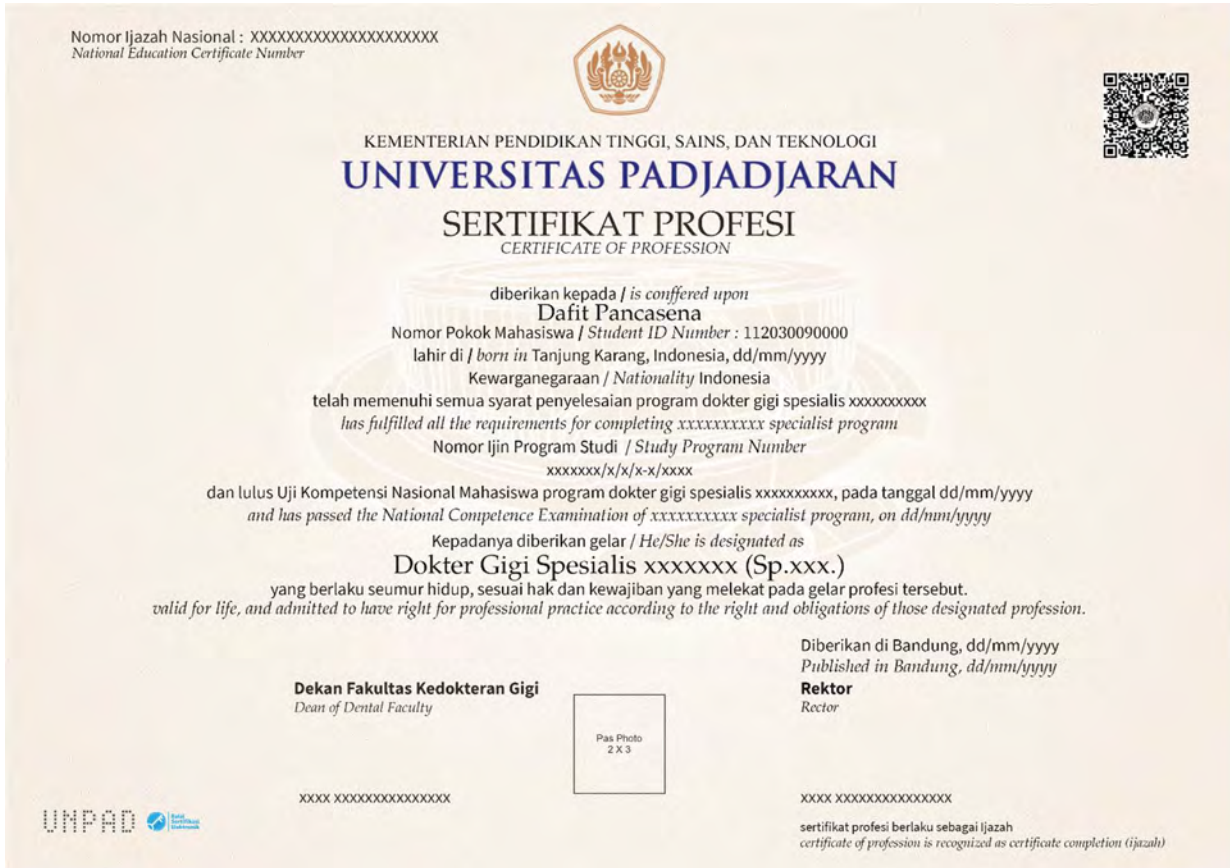 Nomor Ijazah Nasional : XXXXXXXXXXXXXXXXXXXXX
National Education Certificate Number
KEMENTERIAN PENDIDIKAN TINGGI, SAINS, DAN TEKNOLOGI
UNIVERSITAS PADJADJARAN
SERTIFIKAT PROFESI
CERTIFICATE OF PROFESSION
diberikan kepada / is conffered upon
Dafit Pancasena
Nomor Pokok Mahasiswa / Student ID Number : 112030090000
lahir di / born in Tanjung Karang, Indonesia, dd/mm/yyyy
Kewarganegaraan / Nationality Indonesia
telah memenuhi semua syarat penyelesaian program dokter gigi spesialis xxxxxxxxxx
has fulfilled all the requirements for completing xxxxxxxxxx specialist program
Nomor Ijin Program Studi / Study Program Number
xxxxxxx/x/x/x-x/xxxx
dan lulus Uji Kompetensi Nasional Mahasiswa program dokter gigi spesialis xxxxxxxxxx, pada tanggal dd/mm/yyyy
and has passed the National Competence Examination of xxxxxxxxxx specialist program, on dd/mm/yyyy
Kepadanya diberikan gelar / He/She is designated as
Dokter Gigi Spesialis xxxxxxx (Sp.xxx.)
yang berlaku seumur hidup, sesuai hak dan kewajiban yang melekat pada gelar profesi tersebut.
valid for life, and admitted to have right for professional practice according to the right and obligations of those designated profession.
Diberikan di Bandung, dd/mm/yyyy
Published in Bandung, dd/mm/yyyy
Dekan Fakultas Kedokteran Gigi
Dean of Dental Faculty
Rektor
Rector
Pas Photo
2 X 3
XXXX XXXXXXXXXXXXXXX
XXXX XXXXXXXXXXXXXXX
UNPAD
Balai
Sertifikasi
Elektronik
sertifikat profesi berlaku sebagai Ijazah
certificate of profession is recognized as certificate completion (ijazah)